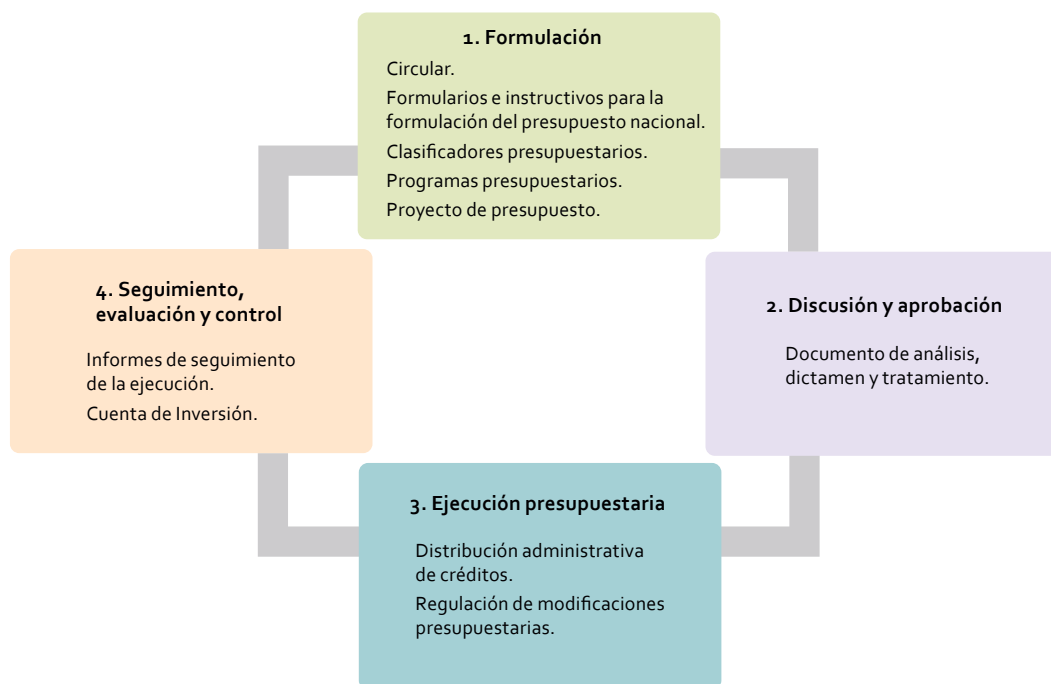 1. Formulación
Circular.
Formularios e instructivos para la
formulación del presupuesto nacional.
Clasificadores presupuestarios.
Programas presupuestarios.
Proyecto de presupuesto.
4. Seguimiento,
evaluación y control
Informes de seguimiento
de la ejecución.
Cuenta de Inversión.
2. Discusión y aprobación
Documento de análisis,
dictamen y tratamiento.
3. Ejecución presupuestaria
Distribución administrativa
de créditos.
Regulación de modificaciones
presupuestarias.